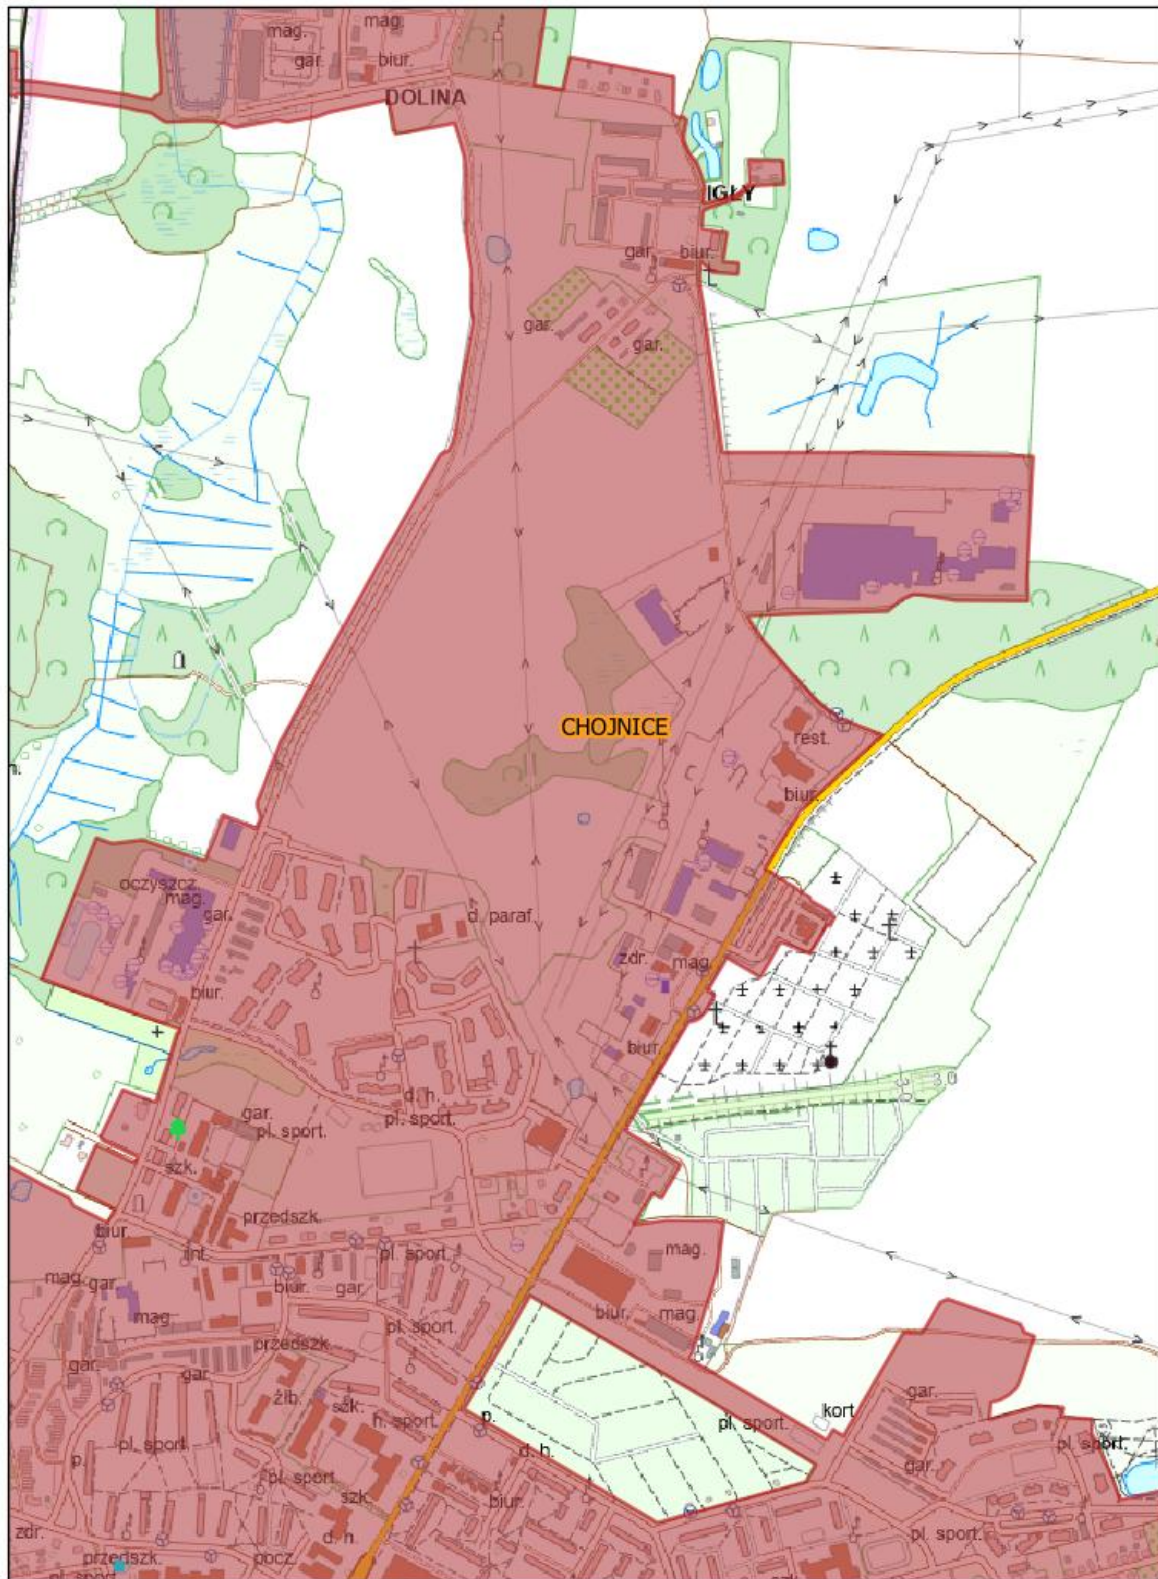 mag.
mag.
gar.
biur.
DOLINA
IGŁY
gar.
biur.
gar.
gar.
CHOJNICE
rest.
biur.
oczyszcz.
mag.
gar.
d. paraf.
zdr.
mag.
biur.
biur.
d. h.
gar.
pl. sport.
pl. sport.
szk.
przedszk.
biur.
int.
pl. sport.
mag.
mag.
gar.
biur.
gar.
biur.
mag.
mag.
pl. sport.
przedszk.
gar.
gar.
żłb.
szk.
h. sport.
p.
pl. sport.
kort
gar.
pl. sport
p.
d. h.
pl. sport.
gar.
pl. sport
szk.
biur.
zdr.
d. h.
pl. sport.
przedszk.
pocz.
pl. sport.
szk.